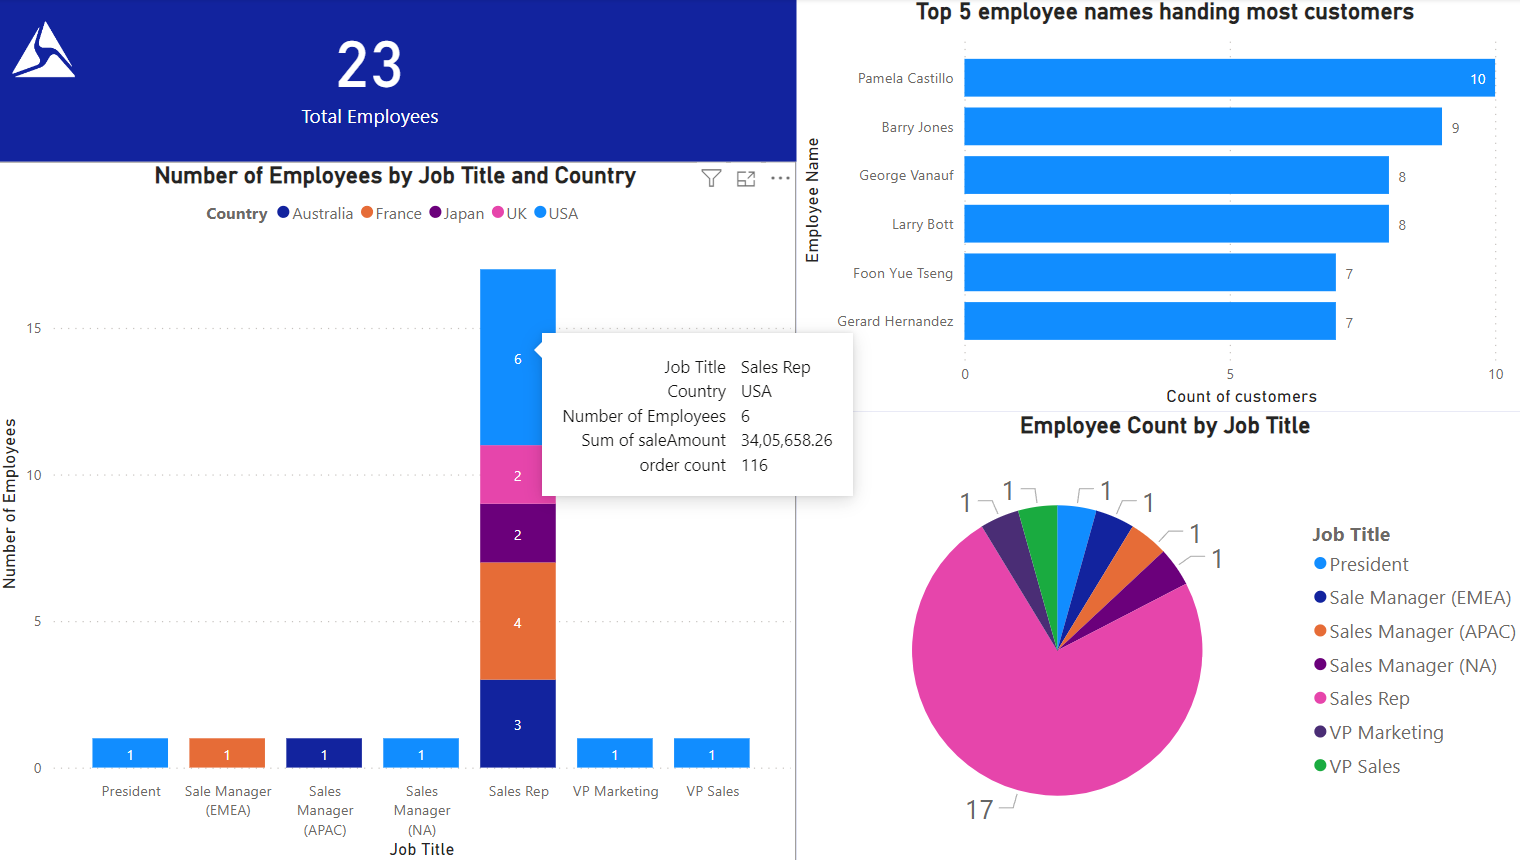 23
Total Employees
Number of Employees by Job Title and Country
Country Australia France Japan UK USA
Number of Employees
15
10
5
0
6
2
2
4
3
1
1
1
1
1
1
President
Sale Manager
(EMEA)
Sales
Manager
(APAC)
Sales
Manager
(NA)
Sales Rep
VP Marketing
VP Sales
Job Title
Job Title Sales Rep
Country USA
Number of Employees 6
Sum of saleAmount 34,05,658.26
order count 116
Top 5 employee names handing most customers
Employee Name
Pamela Castillo 10
Barry Jones 9
George Vanauf 8
Larry Bott 8
Foon Yue Tseng 7
Gerard Hernandez 7
0 5 10
Count of customers
Employee Count by Job Title
1
1
1
1
1
1
17
Job Title
President
Sale Manager (EMEA)
Sales Manager (APAC)
Sales Manager (NA)
Sales Rep
VP Marketing
VP Sales